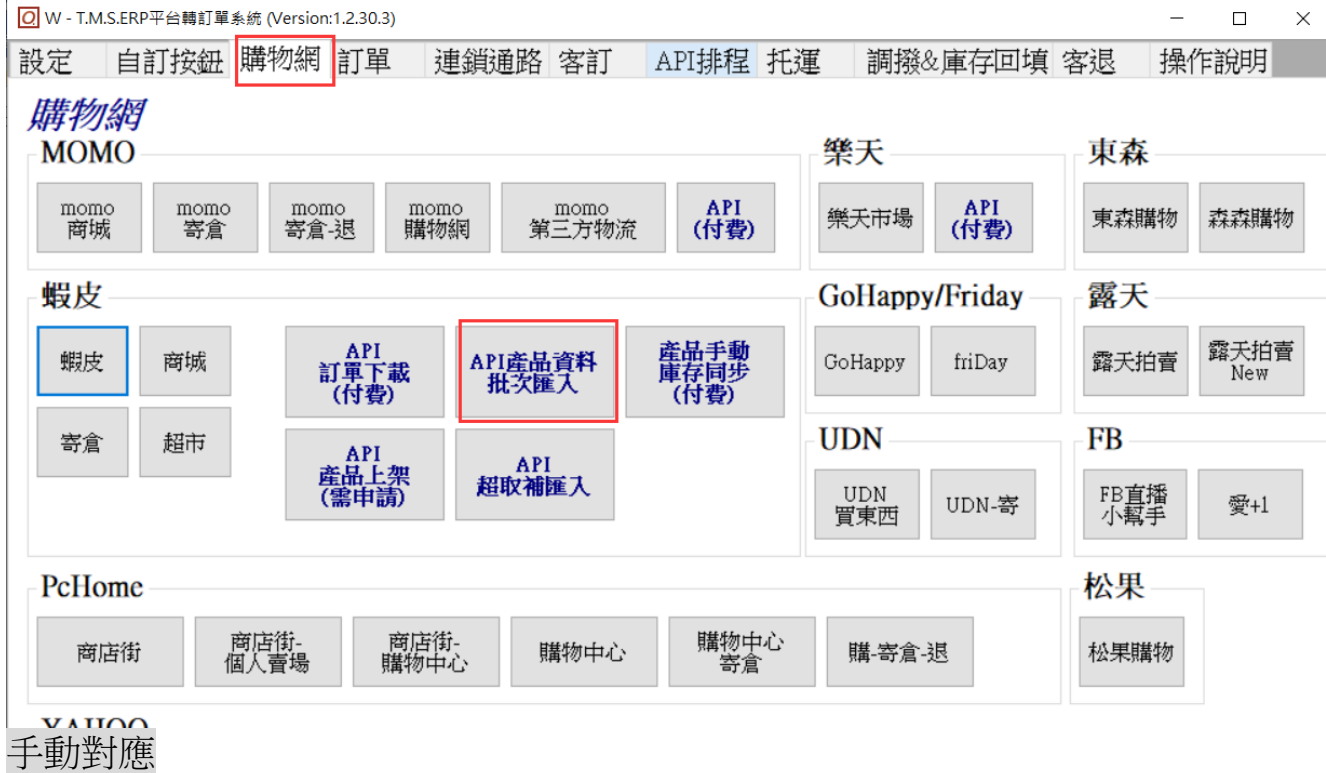 W - T.M.S.ERP平台轉訂單系統 (Version:1.2.30.3)
設定 自訂按鈕 購物網 訂單 連鎖通路 客訂 API排程 托運 調撥&庫存回填 客退 操作說明
購物網
MOMO
momo
商城
momo
寄倉
momo
寄倉-退
momo
購物網
momo
第三方物流
API
(付費)
樂天
樂天市場
API
(付費)
東森
東森購物
森森購物
蝦皮
蝦皮
商城
寄倉
超市
API
訂單下載
(付費)
API產品資料
批次匯入
產品手動
庫存同步
(付費)
API
產品上架
(需申請)
API
超取補匯入
GoHappy/Friday
GoHappy
friDay
露天
露天拍賣
露天拍賣
New
UDN
UDN
買東西
UDN-寄
FB
FB直播
小幫手
愛+1
PcHome
商店街
商店街-
個人賣場
商店街-
購物中心
購物中心
購物中心
寄倉
購-寄倉-退
松果
松果購物
YAHOO
手動對應